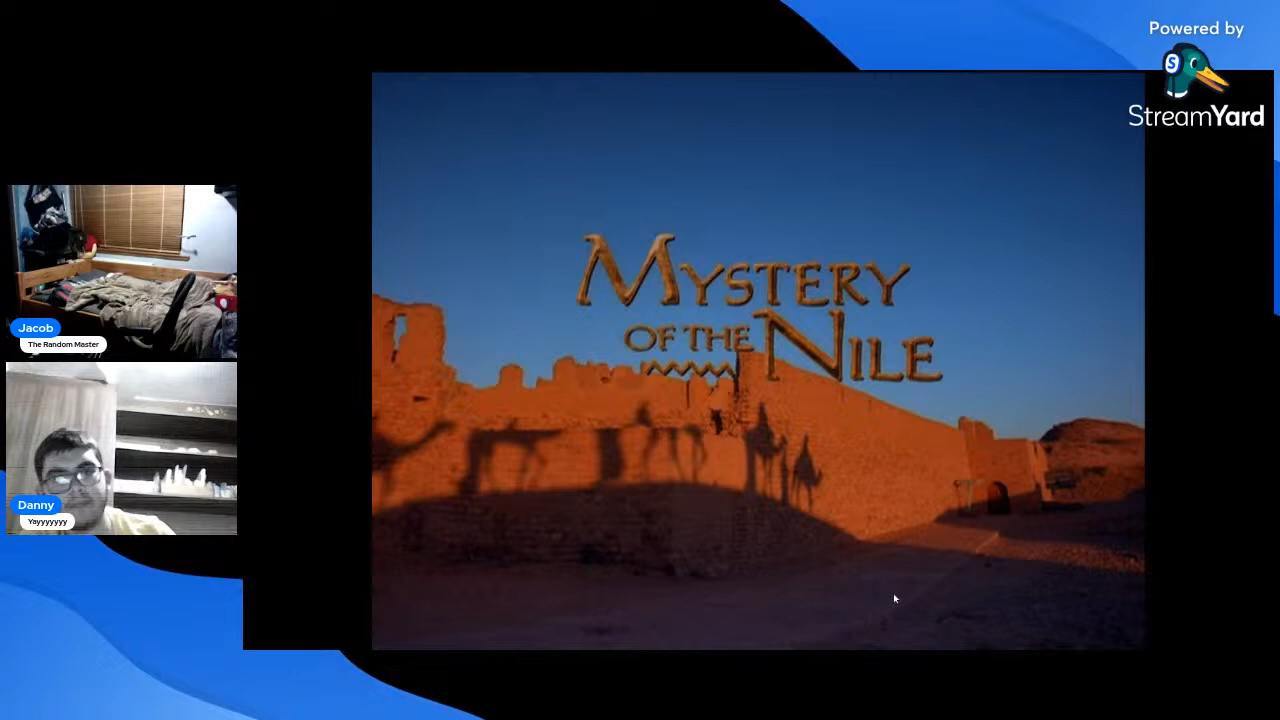 Powered by
StreamYard
MYSTERY
OF THE NILE
Jacob
The Random Master
Danny
Yayyyyyyy